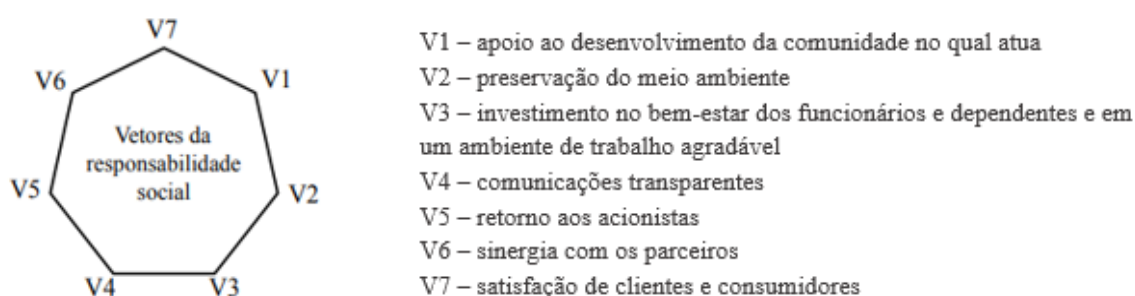 V7
V6
V1
Vetores da
responsabilidade
social
V5
V2
V4
V3
V1 – apoio ao desenvolvimento da comunidade no qual atua
V2 – preservação do meio ambiente
V3 – investimento no bem-estar dos funcionários e dependentes e em
um ambiente de trabalho agradável
V4 – comunicações transparentes
V5 – retorno aos acionistas
V6 – sinergia com os parceiros
V7 – satisfação de clientes e consumidores